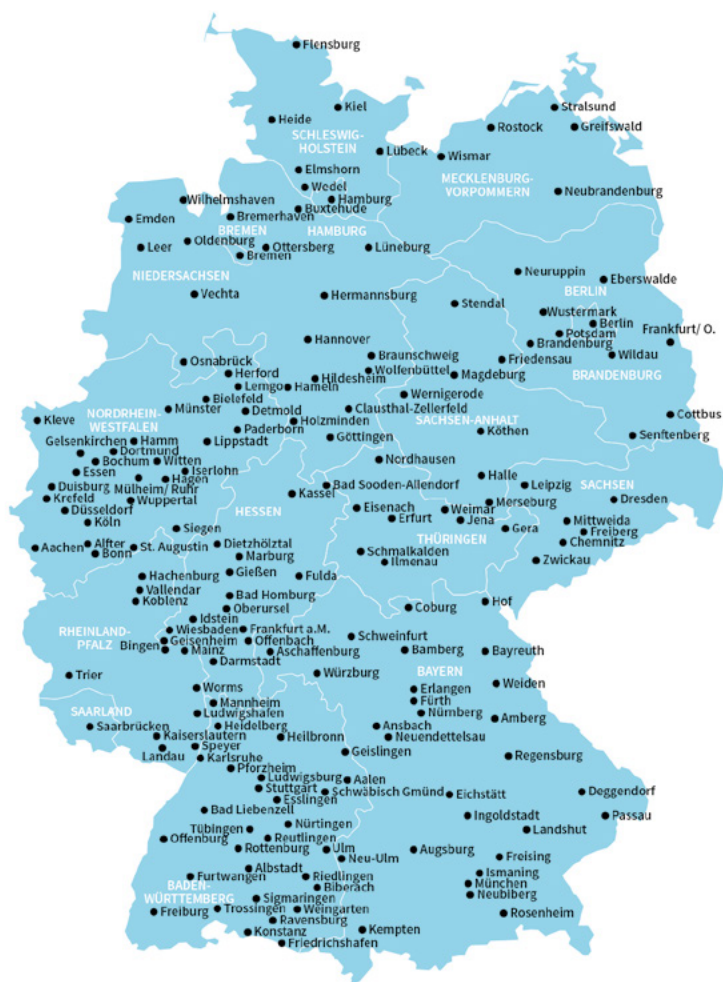 Flensburg
Kiel
Stralsund
Heide
Rostock
Greifswald
SCHLESWIG-
HOLSTEIN
Lübeck
Wismar
Elmshorn
MECKLENBURG-
VORPOMMERN
Wedel
Neubrandenburg
Wilhelmshaven
Hamburg
Buxtehude
Emden
Bremerhaven
BREMEN
HAMBURG
Oldenburg
Leer
Ottersberg
Lüneburg
Bremen
NIEDERSACHSEN
Neuruppin
Eberswalde
BERLIN
Vechta
Hermannsburg
Stendal
Wustermark
Berlin
Frankfurt/ O.
Potsdam
Hannover
Brandenburg
Braunschweig
Friedensau
Wildau
Osnabrück
Wolfenbüttel
Herford
Hildesheim
Magdeburg
BRANDENBURG
Lemgo
Hameln
Wernigerode
Bielefeld
Münster
Detmold
Clausthal-Zellerfeld
Cottbus
NORDRHEIN-
WESTFALEN
Kleve
Holzminden
SACHSEN-ANHALT
Paderborn
Köthen
Senftenberg
Göttingen
Gelsenkirchen
Hamm
Lippstadt
Dortmund
Bochum
Witten
Nordhausen
Essen
Iserlohn
Halle
Hagen
Mülheim/ Ruhr
Duisburg
Bad Sooden-Allendorf
Leipzig
SACHSEN
Kassel
Krefeld
Wuppertal
HESSEN
Merseburg
Dresden
Düsseldorf
Eisenach
Weimar
Köln
Erfurt
Jena
Mittweida
Siegen
Gera
Freiberg
THÜRINGEN
Chemnitz
Alfter
Dietzhölztal
Aachen
St. Augustin
Bonn
Schmalkalden
Marburg
Ilmenau
Zwickau
Gießen
Hachenburg
Fulda
Vallendar
Bad Homburg
Koblenz
Hof
Oberursel
Coburg
Idstein
RHEINLAND-
PFALZ
Wiesbaden
Frankfurt a.M.
Schweinfurt
Geisenheim
Offenbach
Bingen
Mainz
Aschaffenburg
Bamberg
Bayreuth
Darmstadt
BAYERN
Trier
Würzburg
Weiden
Worms
Erlangen
Mannheim
Fürth
SAARLAND
Ludwigshafen
Nürnberg
Amberg
Saarbrücken
Heidelberg
Ansbach
Kaiserslautern
Heilbronn
Neuendettelsau
Landau
Speyer
Geislingen
Karlsruhe
Regensburg
Pforzheim
Ludwigsburg
Aalen
Stuttgart
Schwäbisch Gmünd
Eichstätt
Deggendorf
Esslingen
Bad Liebenzell
Ingoldstadt
Passau
Nürtingen
Tübingen
Landshut
Offenburg
Reutlingen
Rottenburg
Ulm
Augsburg
Neu-Ulm
Freising
Albstadt
Furtwangen
Riedlingen
Ismaning
BADEN-
WÜRTTEMBERG
Biberach
München
Sigmaringen
Neubiberg
Freiburg
Trossingen
Weingarten
Rosenheim
Ravensburg
Konstanz
Kempten
Friedrichshafen